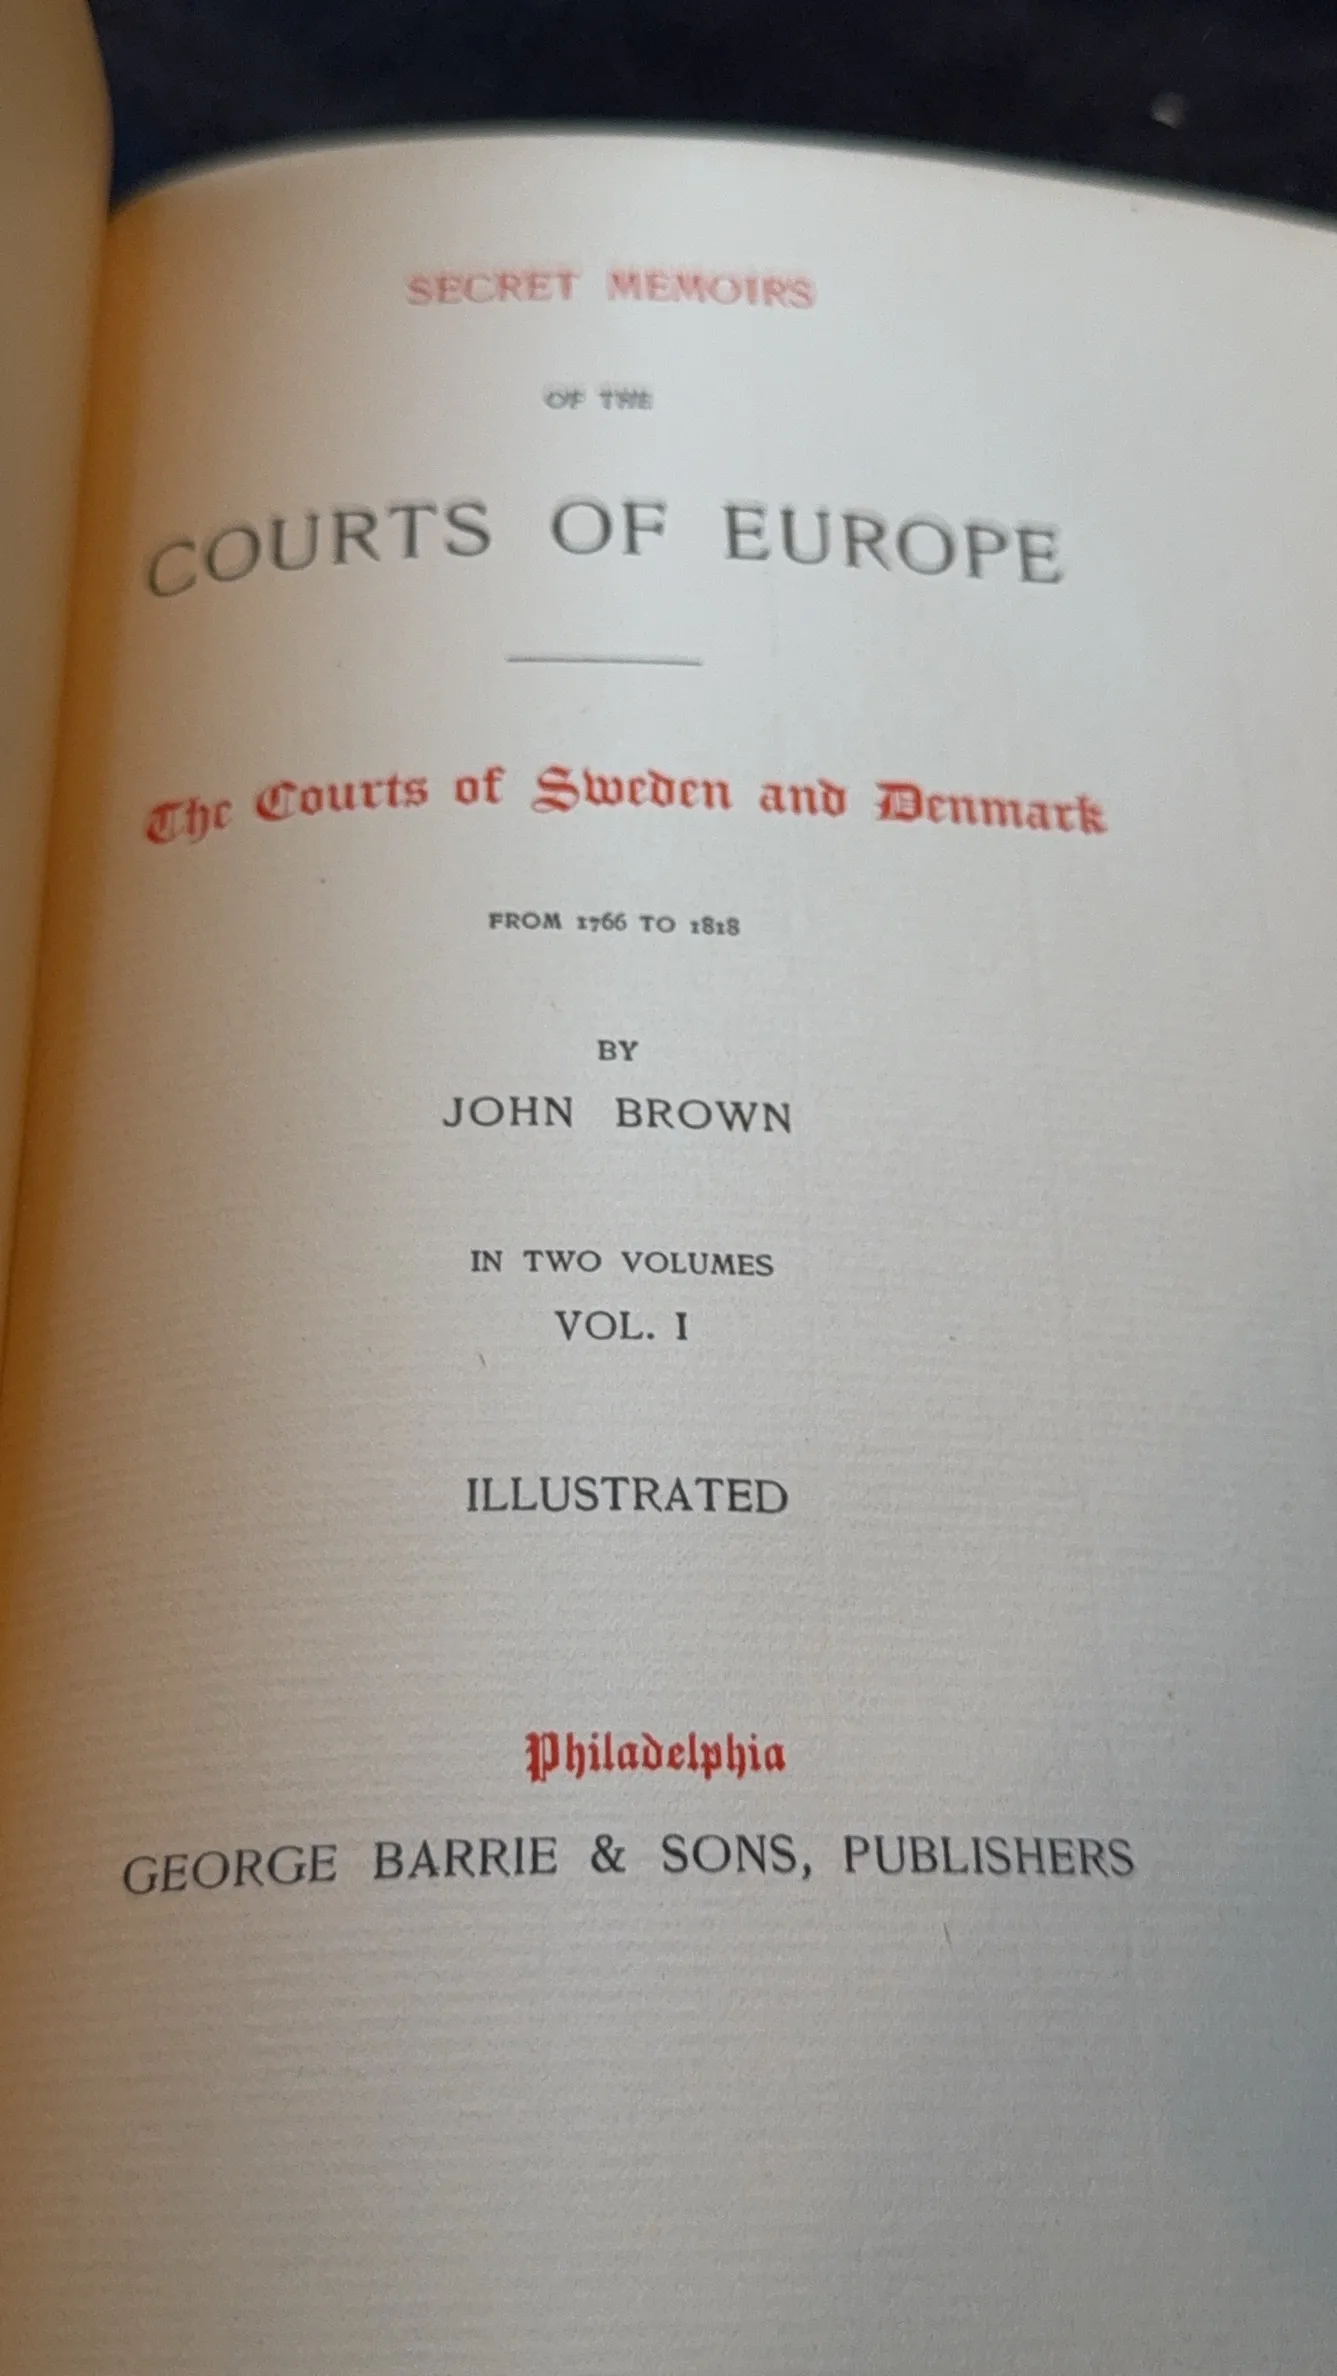 SECRET MEMOIRS
OF THE
COURTS OF EUROPE
The Courts of Sweden and Denmark
FROM 1766 TO 1818
BY
JOHN BROWN
IN TWO VOLUMES
VOL. I
ILLUSTRATED
Philadelphia
GEORGE BARRIE & SONS, PUBLISHERS